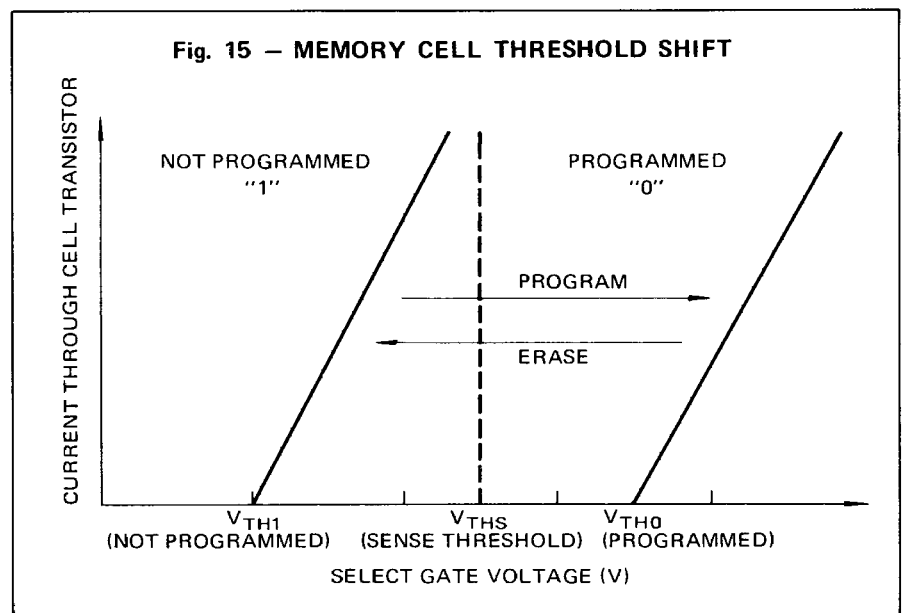 Fig. 15 – MEMORY CELL THRESHOLD SHIFT
CURRENT THROUGH CELL TRANSISTOR
NOT PROGRAMMED
"1"
PROGRAMMED
"0"
PROGRAM
ERASE
VTH1
(NOT PROGRAMMED)
VTHS
(SENSE THRESHOLD)
VTH0
(PROGRAMMED)
SELECT GATE VOLTAGE (V)